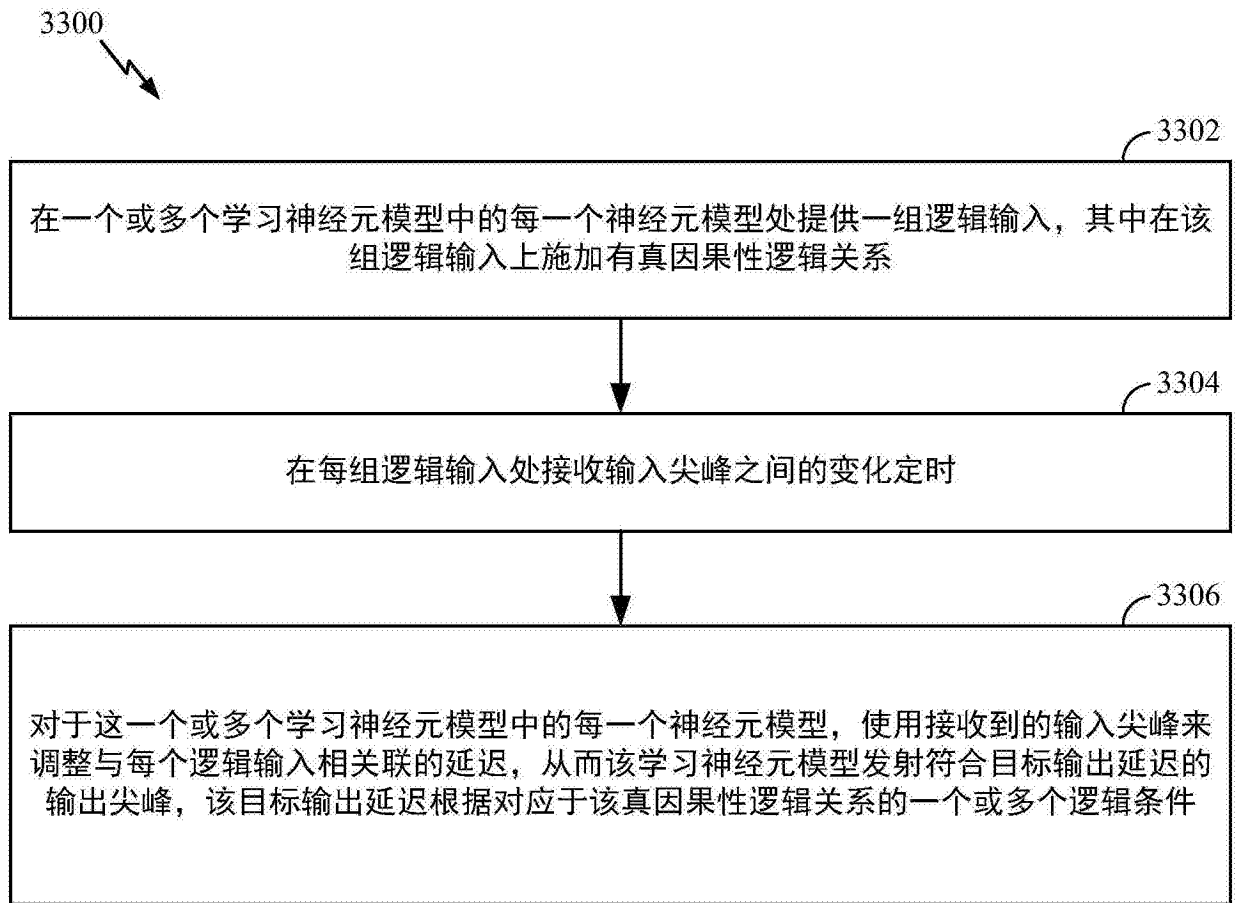 3300
3302
在一个或多个学习神经元模型中的每一个神经元模型处提供一组逻辑输入，其中在该
组逻辑输入上施加有真因果性逻辑关系
3304
在每组逻辑输入处接收输入尖峰之间的变化定时
3306
对于这一个或多个学习神经元模型中的每一个神经元模型，使用接收到的输入尖峰来
调整与每个逻辑输入相关联的延迟，从而该学习神经元模型发射符合目标输出延迟的
输出尖峰，该目标输出延迟根据对应于该真因果性逻辑关系的一个或多个逻辑条件